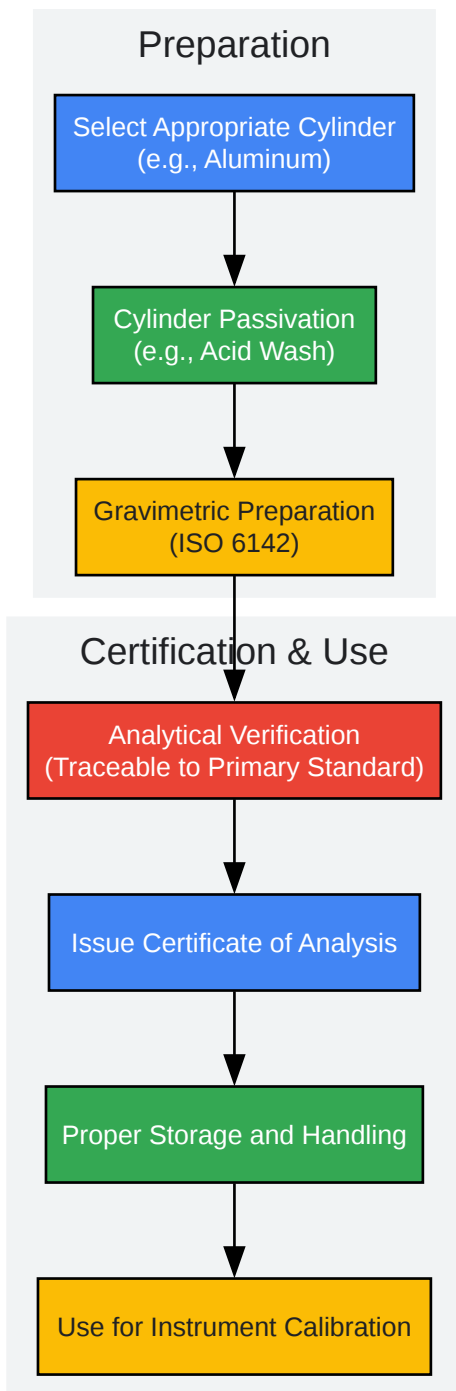 Preparation
Select Appropriate Cylinder
(e.g., Aluminum)
Cylinder Passivation
(e.g., Acid Wash)
Gravimetric Preparation
(ISO 6142)
Certification & Use
Analytical Verification
(Traceable to Primary Standard)
Issue Certificate of Analysis
Proper Storage and Handling
Use for Instrument Calibration